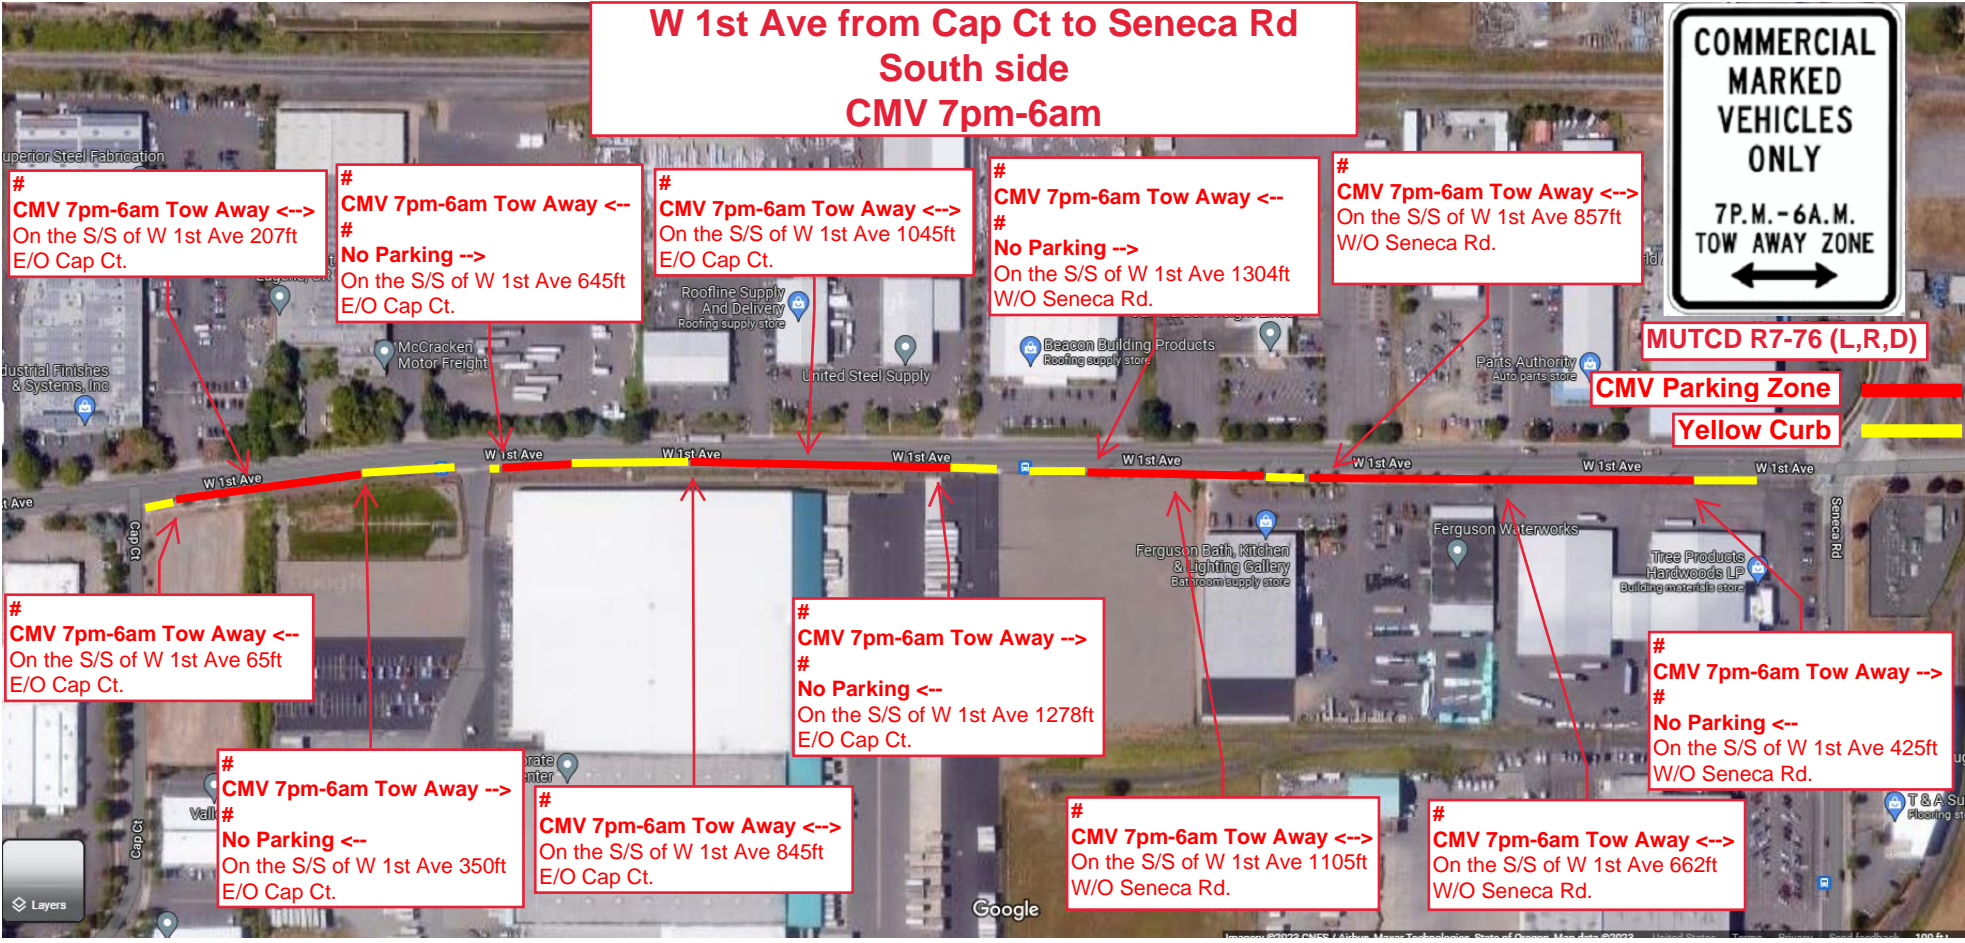 W 1st Ave from Cap Ct to Seneca Rd
South side
CMV 7pm-6am
COMMERCIAL
MARKED
VEHICLES
ONLY
7P.M.-6A.M.
TOW AWAY ZONE
MUTCD R7-76 (L,R,D)
CMV Parking Zone
Yellow Curb
uperior Steel Fabrication
#
CMV 7pm-6am Tow Away <-->
On the S/S of W 1st Ave 207ft
E/O Cap Ct.
#
CMV 7pm-6am Tow Away <--
#
No Parking -->
On the S/S of W 1st Ave 645ft
E/O Cap Ct.
#
CMV 7pm-6am Tow Away <-->
On the S/S of W 1st Ave 1045ft
E/O Cap Ct.
#
CMV 7pm-6am Tow Away <--
#
No Parking -->
On the S/S of W 1st Ave 1304ft
W/O Seneca Rd.
#
CMV 7pm-6am Tow Away <-->
On the S/S of W 1st Ave 857ft
W/O Seneca Rd.
Roofline Supply
And Delivery
Roofing supply store
McCracken
Motor Freight
dustrial Finishes
& Systems, Inc
United Steel Supply
Beacon Building Products
Roofing supply store
Parts Authority
Auto parts store
W 1st Ave
W 1st Ave
W 1st Ave
W 1st Ave
W 1st Ave
W 1st Ave
W 1st Ave
W 1st Ave
t Ave
Cap Ct
Seneca Rd
Ferguson Bath, Kitchen
& Lighting Gallery
Bathroom supply store
Ferguson Waterworks
Tree Products
Hardwoods LP
Building materials store
#
CMV 7pm-6am Tow Away <--
On the S/S of W 1st Ave 65ft
E/O Cap Ct.
#
CMV 7pm-6am Tow Away -->
#
No Parking <--
On the S/S of W 1st Ave 350ft
E/O Cap Ct.
#
CMV 7pm-6am Tow Away <-->
On the S/S of W 1st Ave 845ft
E/O Cap Ct.
#
CMV 7pm-6am Tow Away -->
#
No Parking <--
On the S/S of W 1st Ave 1278ft
E/O Cap Ct.
#
CMV 7pm-6am Tow Away <-->
On the S/S of W 1st Ave 1105ft
W/O Seneca Rd.
#
CMV 7pm-6am Tow Away <-->
On the S/S of W 1st Ave 662ft
W/O Seneca Rd.
#
CMV 7pm-6am Tow Away -->
#
No Parking <--
On the S/S of W 1st Ave 425ft
W/O Seneca Rd.
orate
enter
Vall
Cap Ct
T & A Su
Flooring st
Layers
Google